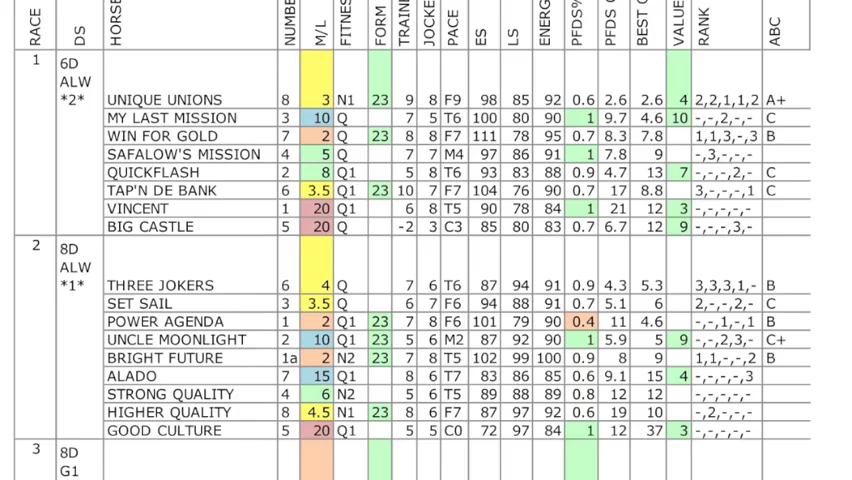 RACE DS HORSE NUMBE M/L FITNES FORM TRAINE JOCKE PACE ES LS ENERG PFDS% PFDS BEST VALUE RANK ABC
1 6D
ALW
*2* UNIQUE UNIONS 8 3 N1 23 9 8 F9 98 85 92 0.6 2.6 2.6 4 2,2,1,1,2 A+
MY LAST MISSION 3 10 Q 7 5 T6 100 80 90 1 9.7 4.6 10 -,-,2,-,- C
WIN FOR GOLD 7 2 Q 23 8 8 F7 111 78 95 0.7 8.3 7.8 1,1,3,-,3 B
SAFALOW'S MISSION 4 5 Q 7 7 M4 97 86 91 1 7.8 9 -,3,-,-,-
QUICKFLASH 2 8 Q1 5 8 T6 93 83 88 0.9 4.7 13 7 -,-,-,2,- C
TAP'N DE BANK 6 3.5 Q1 23 10 7 F7 104 76 90 0.7 17 8.8 3,-,-,-,1 C
VINCENT 1 20 Q1 6 8 T5 90 78 84 1 21 12 3 -,-,-,-,-
BIG CASTLE 5 20 Q -2 3 C3 85 80 83 0.7 6.7 12 9 -,-,-,3,-
2 8D
ALW
*1* THREE JOKERS 6 4 Q 7 6 T6 87 94 91 0.9 4.3 5.3 3,3,3,1,- B
SET SAIL 3 3.5 Q 6 7 F6 94 88 91 0.7 5.1 6 2,-,-,2,- C
POWER AGENDA 1 2 Q1 23 7 8 F6 101 79 90 0.4 11 4.6 -,-,1,-,1 B
UNCLE MOONLIGHT 2 10 Q1 23 5 6 M2 87 92 90 1 5.9 5 9 -,-,2,3,- C+
BRIGHT FUTURE 1a 2 N2 23 7 8 T5 102 99 100 0.9 8 9 1,1,-,-,2 B
ALADO 7 15 Q1 8 6 T7 83 86 85 0.6 9.1 15 4 -,-,-,-,3
STRONG QUALITY 4 6 N2 5 6 T5 89 88 89 0.8 12 12 -,-,-,-,-
HIGHER QUALITY 8 4.5 N1 23 8 6 F7 87 97 92 0.6 19 10 -,2,-,-,-
GOOD CULTURE 5 20 Q1 5 5 C0 72 97 84 1 12 37 3 -,-,-,-,-
3 8D
G1